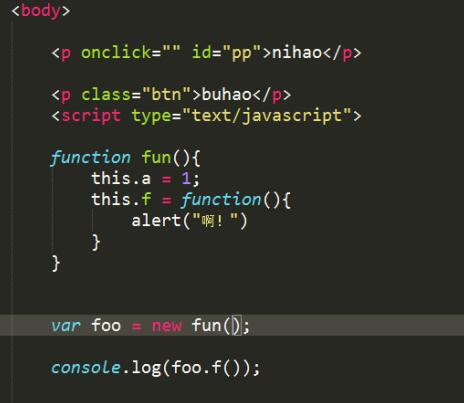 <body>
<p onclick="" id="pp">nihao</p>
<p class="btn">buhao</p>
<script type="text/javascript">
function fun(){
this.a = 1;
this.f = function(){
alert("啊!")
}
}
var foo = new fun();
console.log(foo.f());